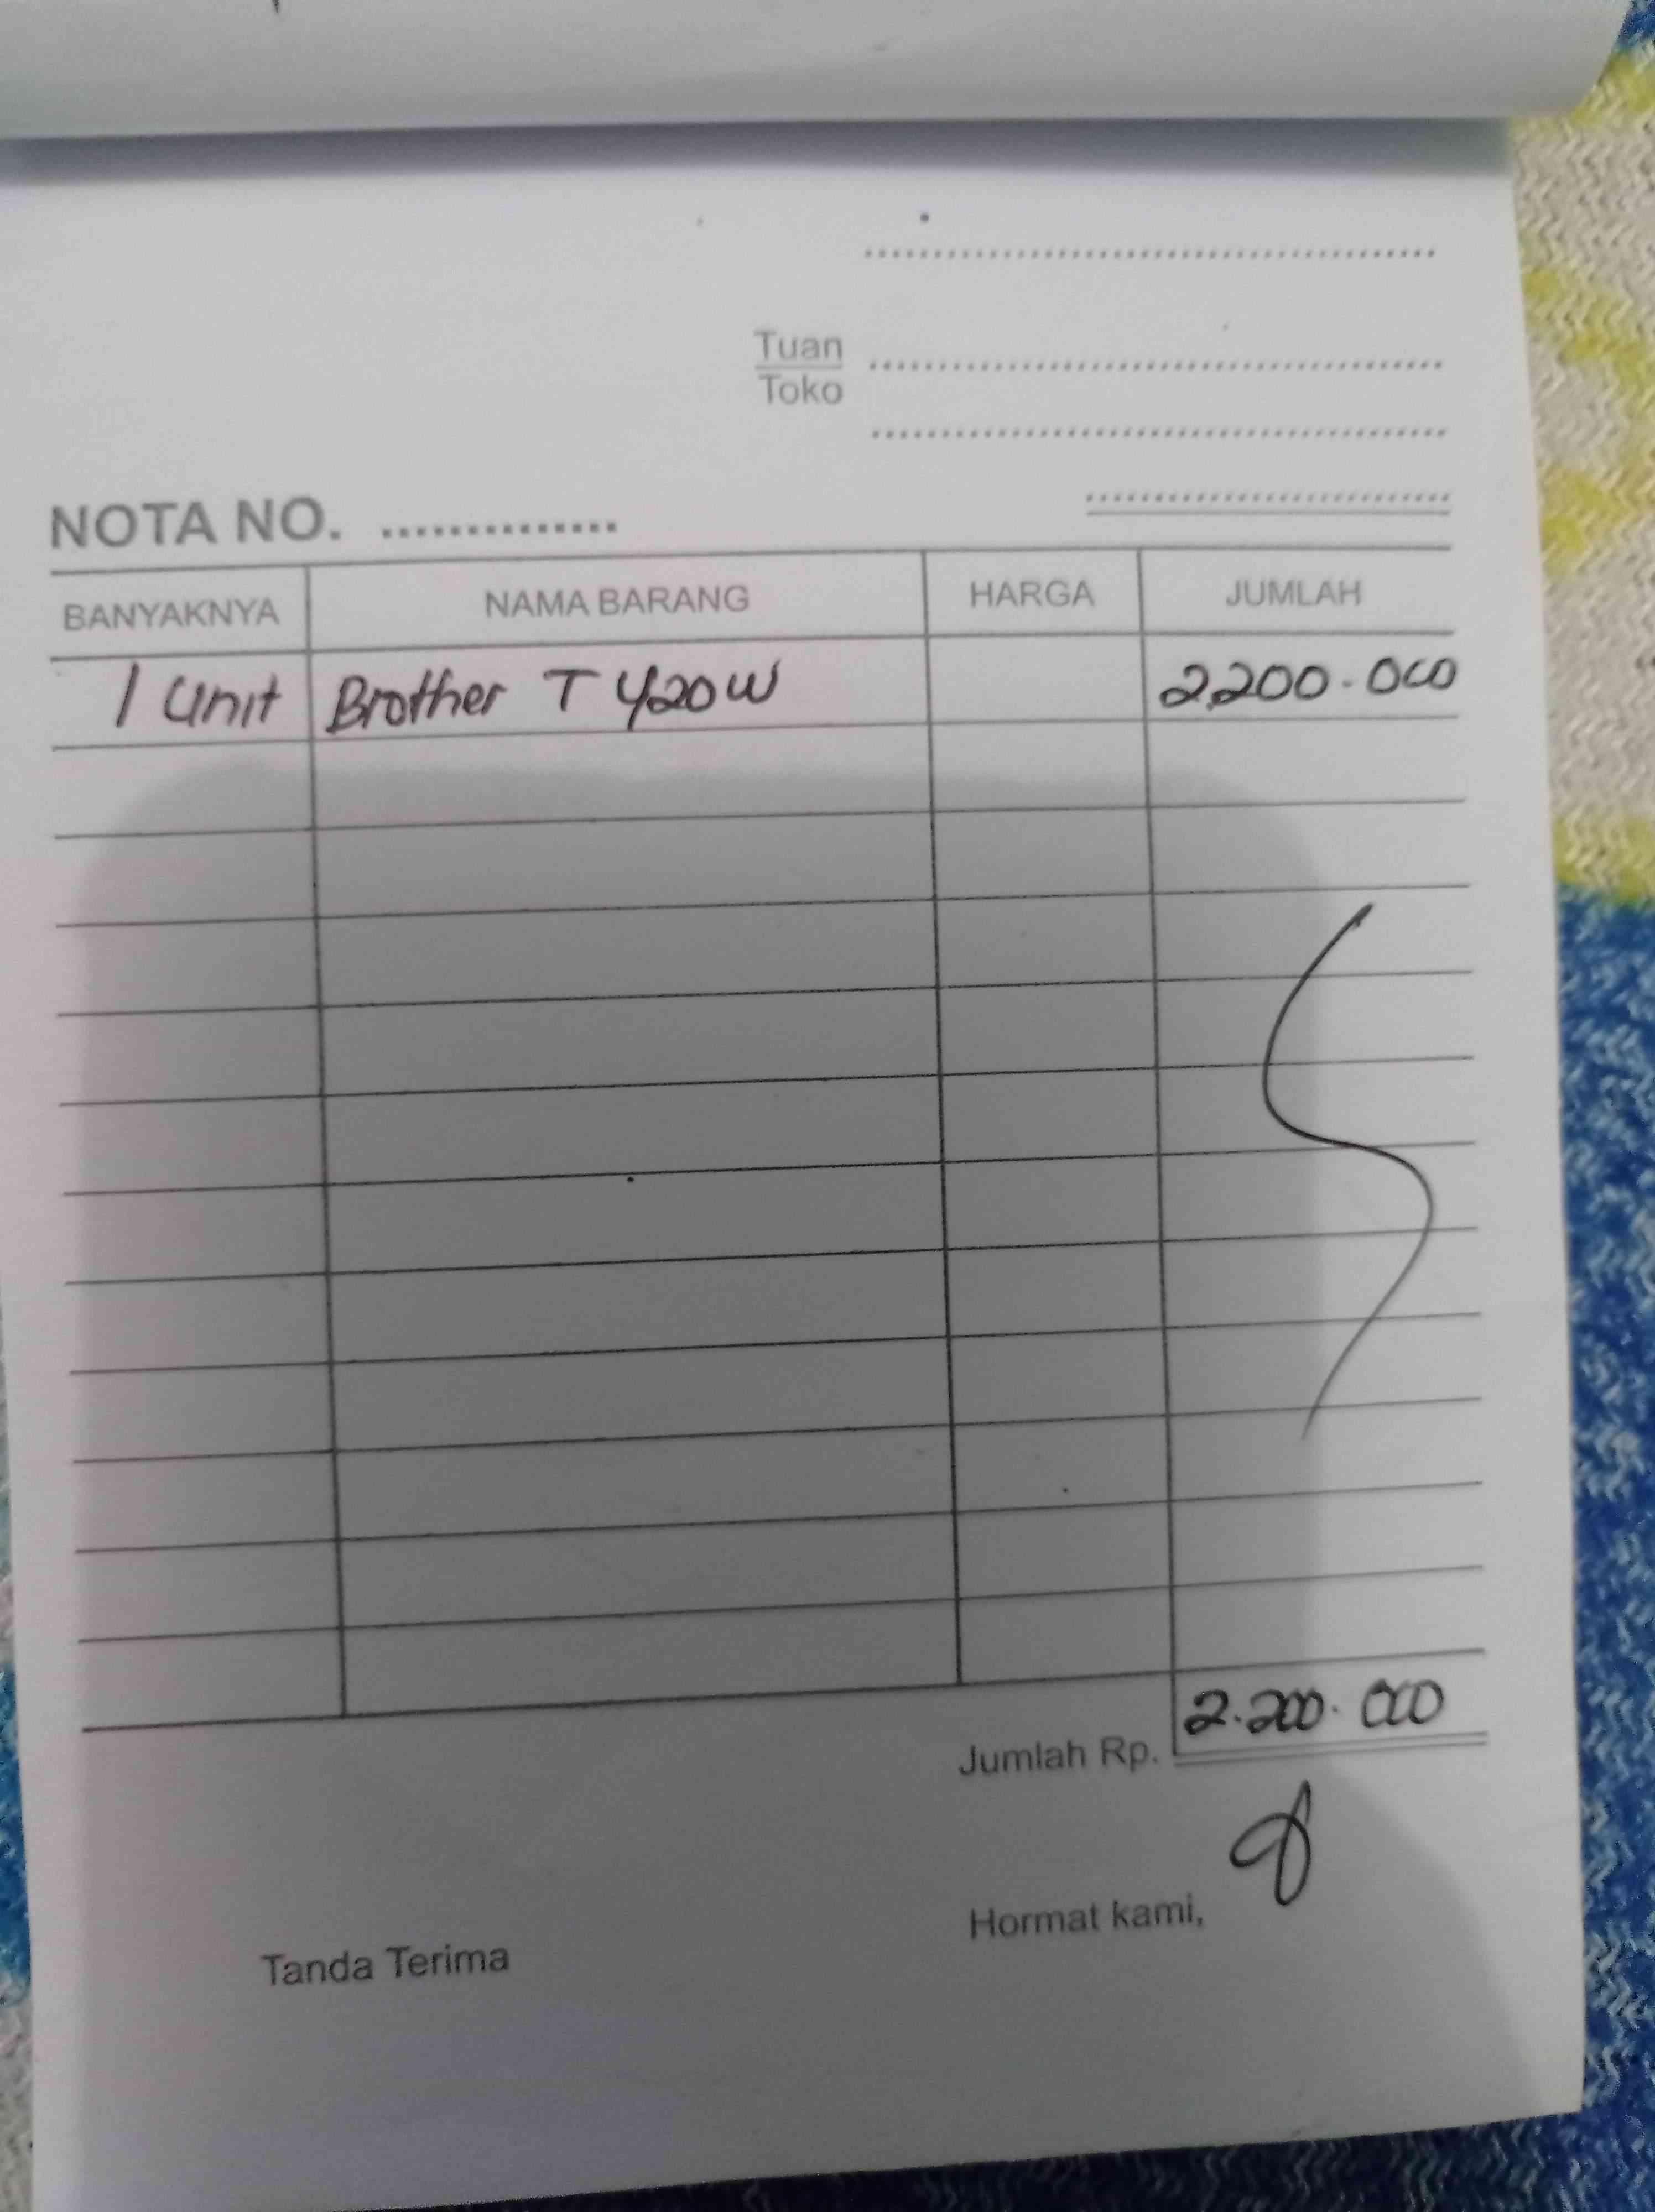 Tuan
Toko
NOTA NO. ..............
BANYAKNYA NAMA BARANG HARGA JUMLAH
1 Unit Brother T 420W 2.200.000
Jumlah Rp. 2.200.000
Hormat kami,
Tanda Terima